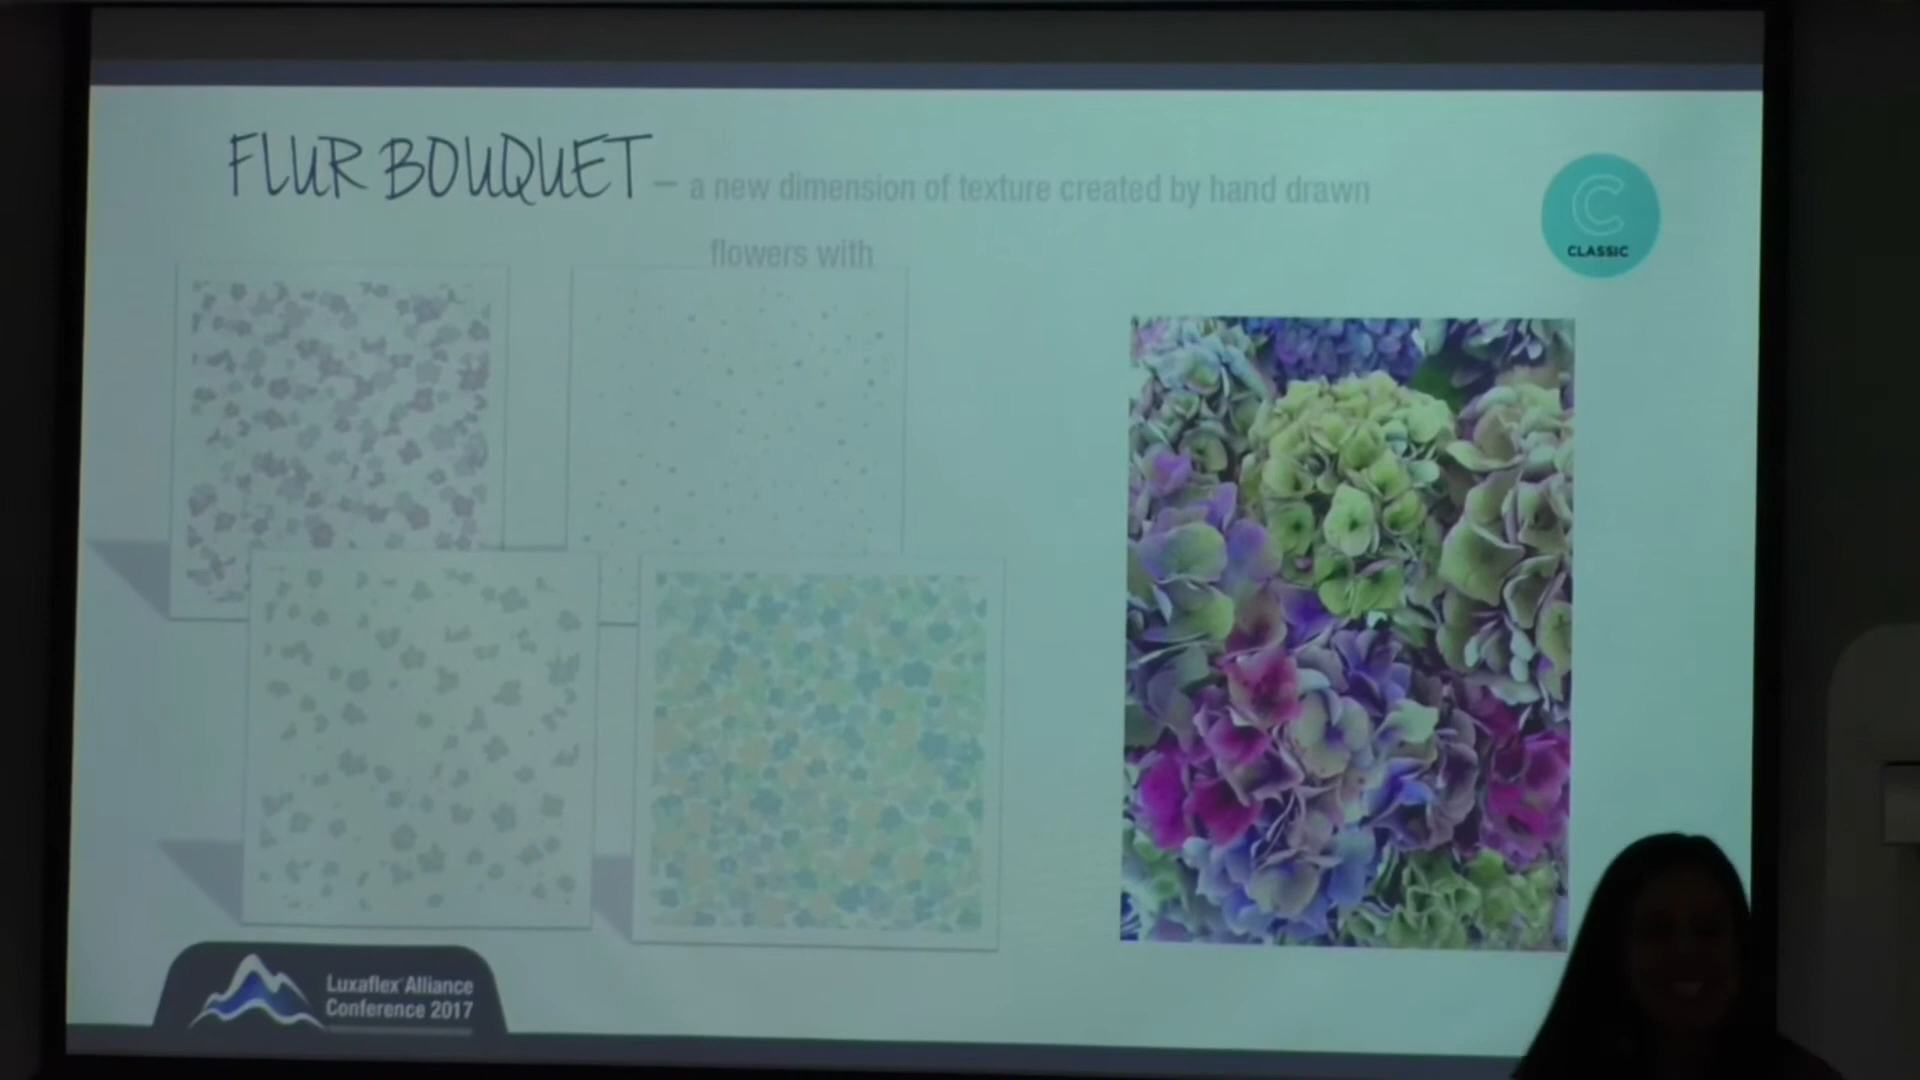 FLUR BOUQUET – a new dimension of texture created by hand drawn
flowers with
C
CLASSIC
Luxaflex® Alliance
Conference 2017